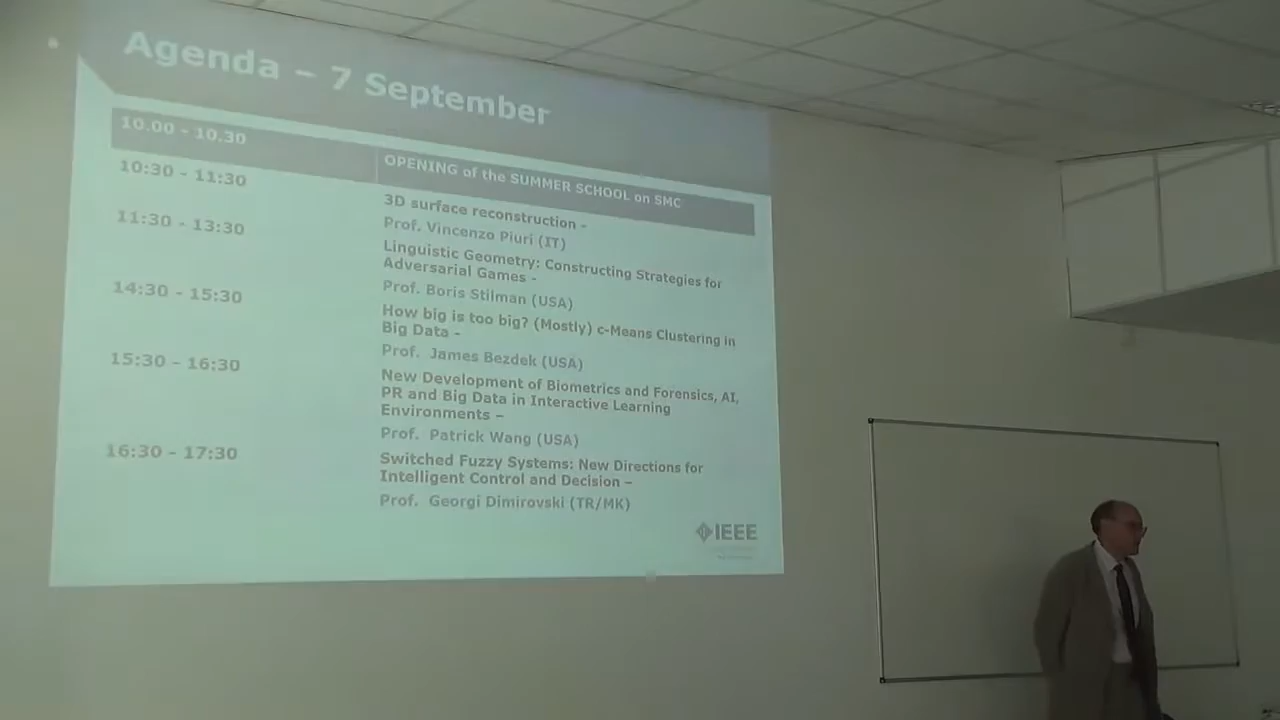 Agenda – 7 September
10.00 - 10.30
OPENING of the SUMMER SCHOOL on SMC
10:30 - 11:30
3D surface reconstruction -
Prof. Vincenzo Piuri (IT)
11:30 - 13:30
Linguistic Geometry: Constructing Strategies for
Adversarial Games -
Prof. Boris Stilman (USA)
14:30 - 15:30
How big is too big? (Mostly) c-Means Clustering in
Big Data -
Prof. James Bezdek (USA)
15:30 - 16:30
New Development of Biometrics and Forensics, AI,
PR and Big Data in Interactive Learning
Environments –
Prof. Patrick Wang (USA)
16:30 - 17:30
Switched Fuzzy Systems: New Directions for
Intelligent Control and Decision –
Prof. Georgi Dimirovski (TR/MK)
IEEE